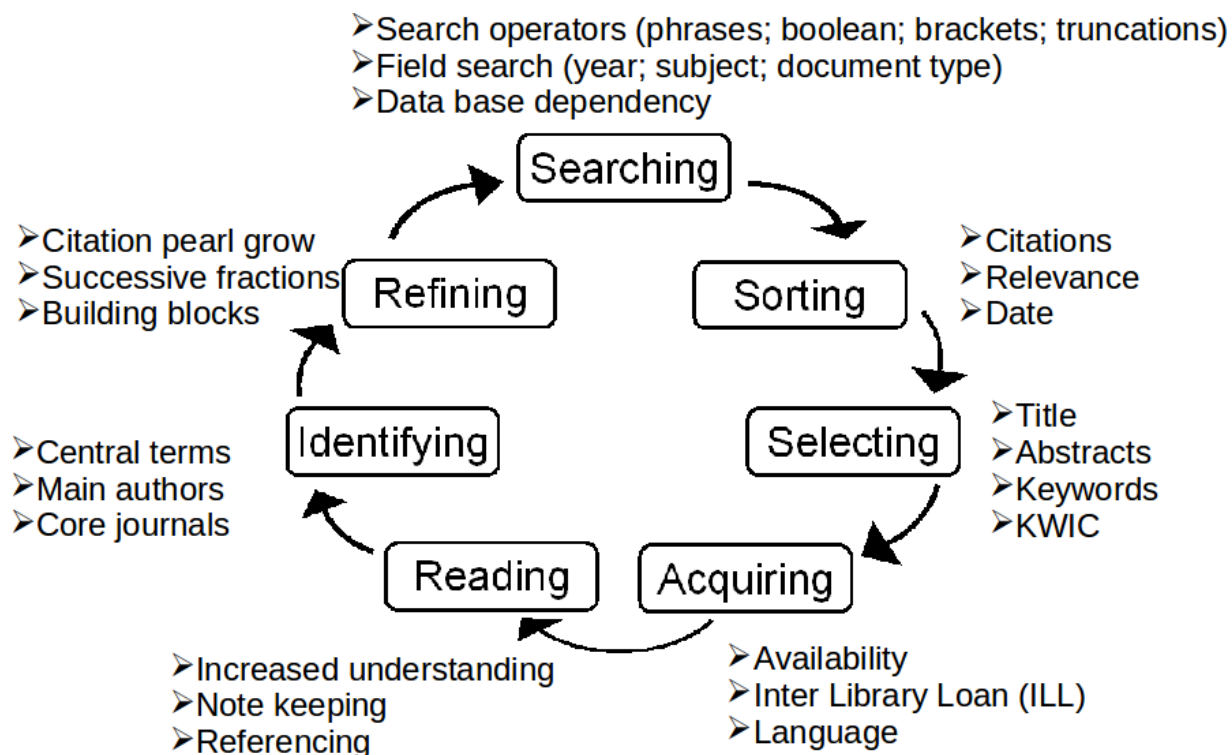 ➢Search operators (phrases; boolean; brackets; truncations)
➢Field search (year; subject; document type)
➢Data base dependency
Searching
➢Citations
➢Relevance
➢Date
Sorting
➢Title
➢Abstracts
➢Keywords
➢KWIC
Selecting
Acquiring
➢Availability
➢Inter Library Loan (ILL)
➢Language
Reading
➢Increased understanding
➢Note keeping
➢Referencing
Identifying
➢Central terms
➢Main authors
➢Core journals
Refining
➢Citation pearl grow
➢Successive fractions
➢Building blocks